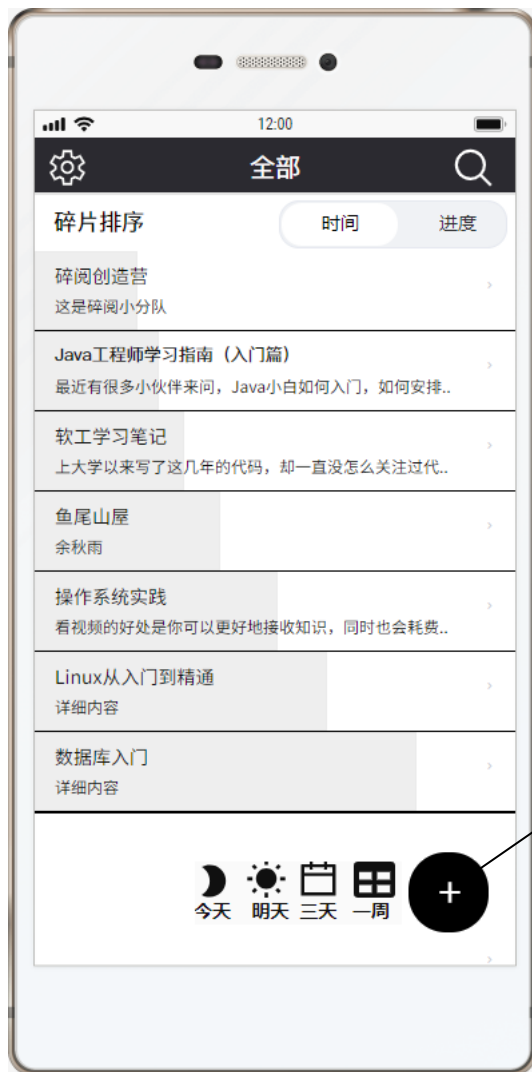 12:00
全部
碎片排序 时间 进度
碎阅创造营
这是碎阅小分队
Java工程师学习指南（入门篇）
最近有很多小伙伴来问，Java小白如何入门，如何安排..
软工学习笔记
上大学以来写了这几年的代码，却一直没怎么关注过代..
鱼尾山屋
余秋雨
操作系统实践
看视频的好处是你可以更好地接收知识，同时也会耗费..
Linux从入门到精通
详细内容
数据库入门
详细内容
今天 明天 三天 一周